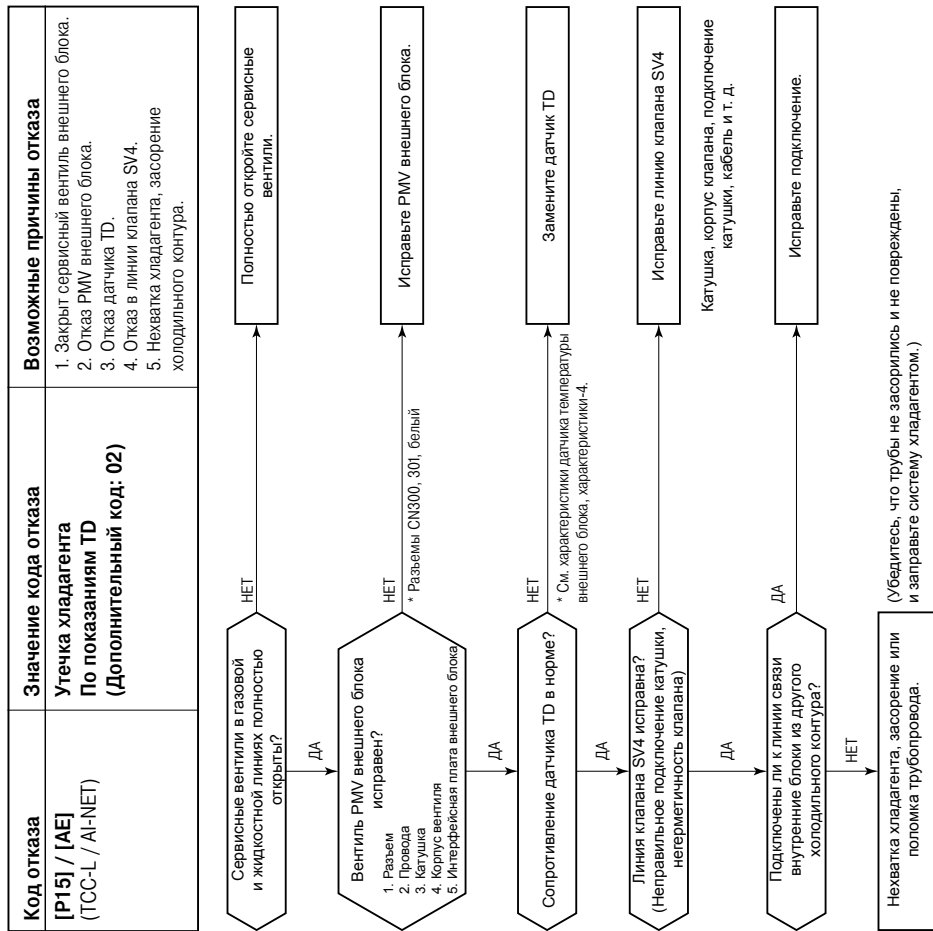 Код отказа
Значение кода отказа
Возможные причины отказа
[P15] / [AE]
(TCC-L / AI-NET)
Утечка хладагента
По показаниям TD
(Дополнительный код: 02)
1. Закрыт сервисный вентиль внешнего блока.
2. Отказ PMV внешнего блока.
3. Отказ датчика TD.
4. Отказ в линии клапана SV4.
5. Нехватка хладагента, засорение
холодильного контура.
Сервисные вентили в газовой
и жидкостной линиях полностью
открыты?
НЕТ
Полностью откройте сервисные
вентили.
ДА
Вентиль PMV внешнего блока
исправен?
1. Разъем
2. Провода
3. Катушка
4. Корпус вентиля
5. Интерфейсная плата внешнего блока
НЕТ
* Разъемы CN300, 301, белый
Исправьте PMV внешнего блока.
ДА
Сопротивление датчика TD в норме?
НЕТ
* См. характеристики датчика температуры
внешнего блока, характеристики-4.
Замените датчик TD
ДА
Линия клапана SV4 исправна?
(Неправильное подключение катушки,
негерметичность клапана)
НЕТ
Исправьте линию клапана SV4
Катушка, корпус клапана, подключение
катушки, кабель и т. д.
ДА
Подключены ли к линии связи
внутренние блоки из другого
холодильного контура?
ДА
Исправьте подключение.
НЕТ
Нехватка хладагента, засорение или
поломка трубопровода.
(Убедитесь, что трубы не засорились и не повреждены,
и заправьте систему хладагентом.)